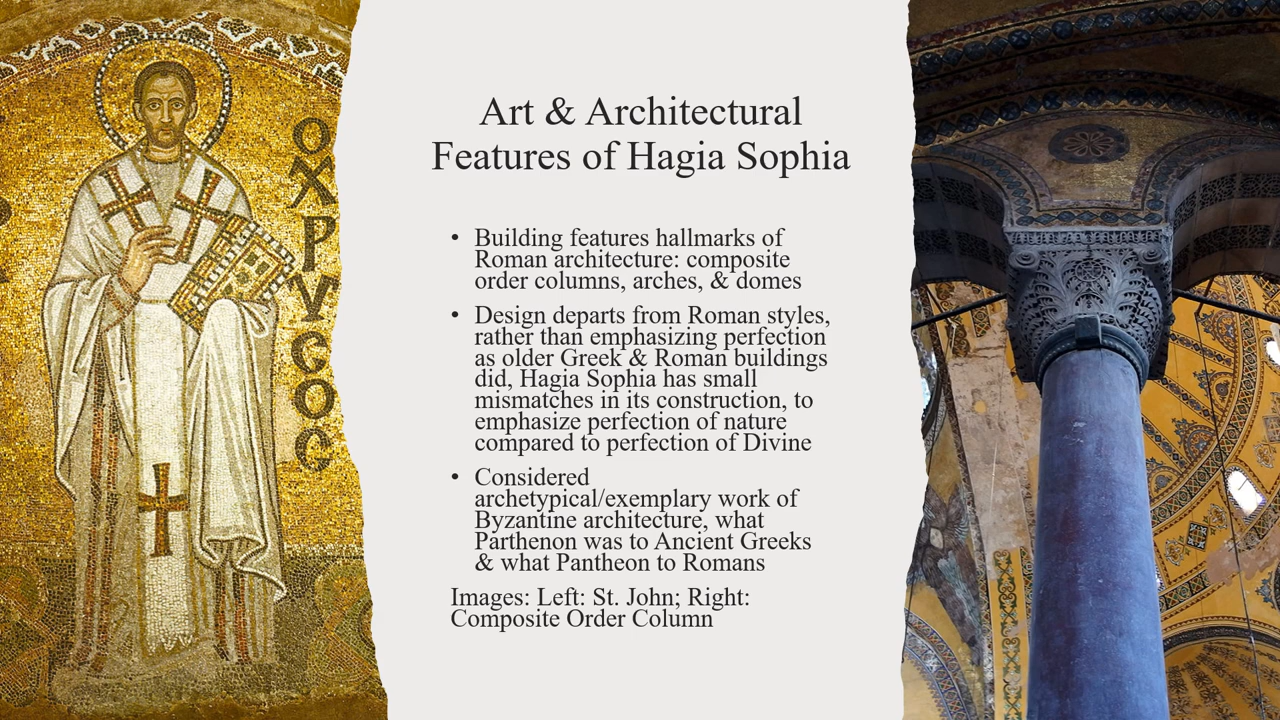 Art & Architectural
Features of Hagia Sophia
• Building features hallmarks of
Roman architecture: composite
order columns, arches, & domes
• Design departs from Roman styles,
rather than emphasizing perfection
as older Greek & Roman buildings
did, Hagia Sophia has small
mismatches in its construction, to
emphasize perfection of nature
compared to perfection of Divine
• Considered
archetypical/exemplary work of
Byzantine architecture, what
Parthenon was to Ancient Greeks
& what Pantheon to Romans
Images: Left: St. John; Right:
Composite Order Column
Ο
Χ
Ρ
Υ
C
Ο
C